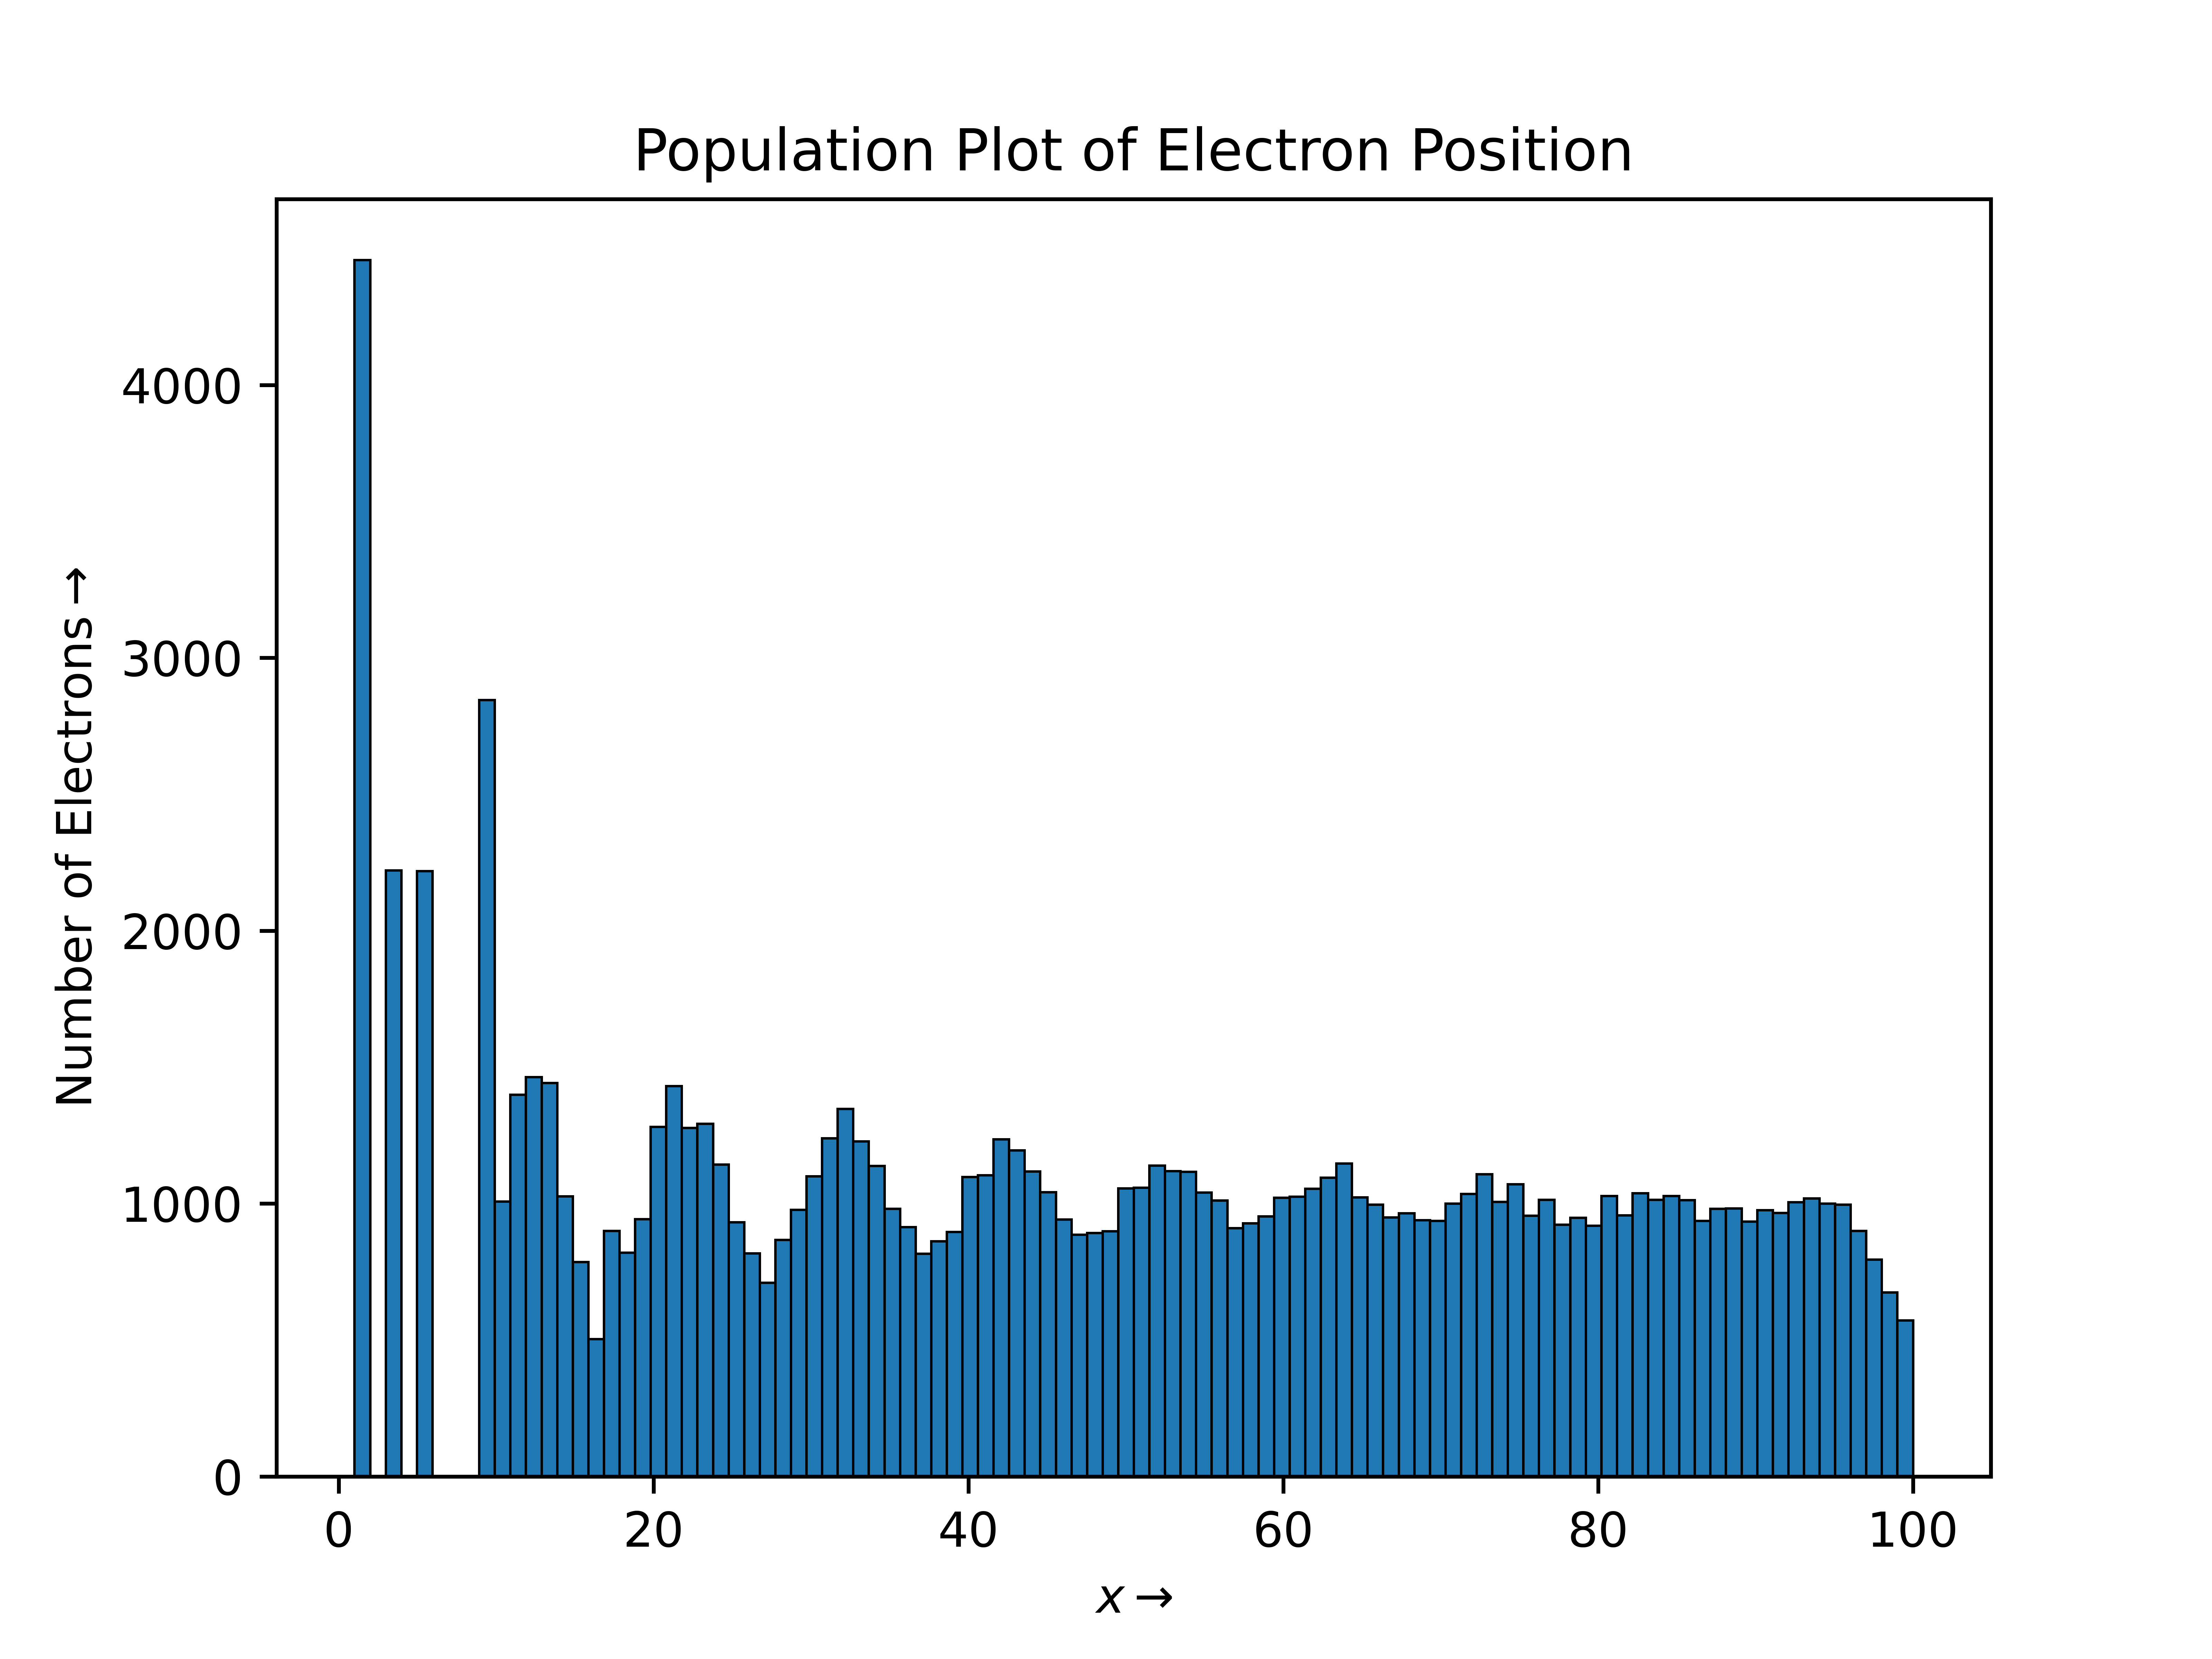 Population Plot of Electron Position
Number of Electrons→
4000
3000
2000
1000
0
0 20 40 60 80 100
x→